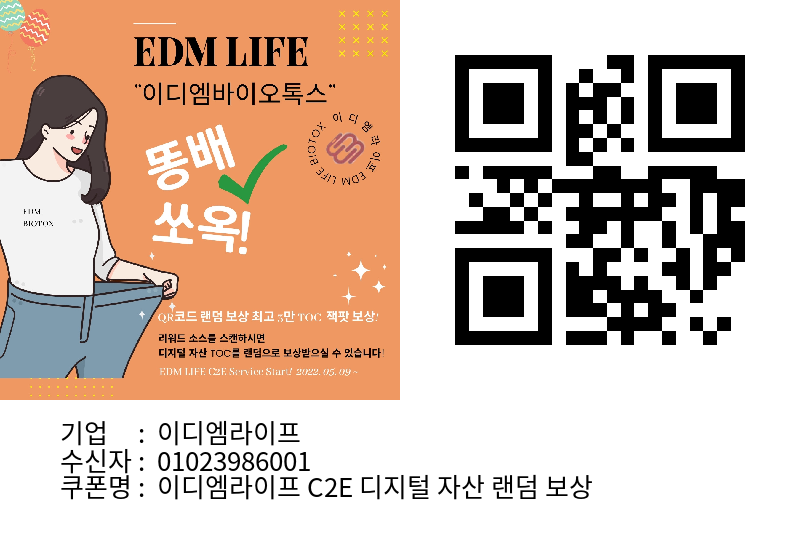 EDM LIFE
"이디엠바이오톡스"
이디엠라이프 EDM LIFE BIOTOX
똥배
쏘옥!
EDM
BIOTOX
QR코드 랜덤 보상 최고 5만 TOC 잭팟 보상!
리워드 소스를 스캔하시면
디지털 자산 TOC를 랜덤으로 보상받으실 수 있습니다!
EDM LIFE C2E Service Start! 2022. 05. 09 ~
기업 : 이디엠라이프
수신자 : 01023986001
쿠폰명 : 이디엠라이프 C2E 디지털 자산 랜덤 보상